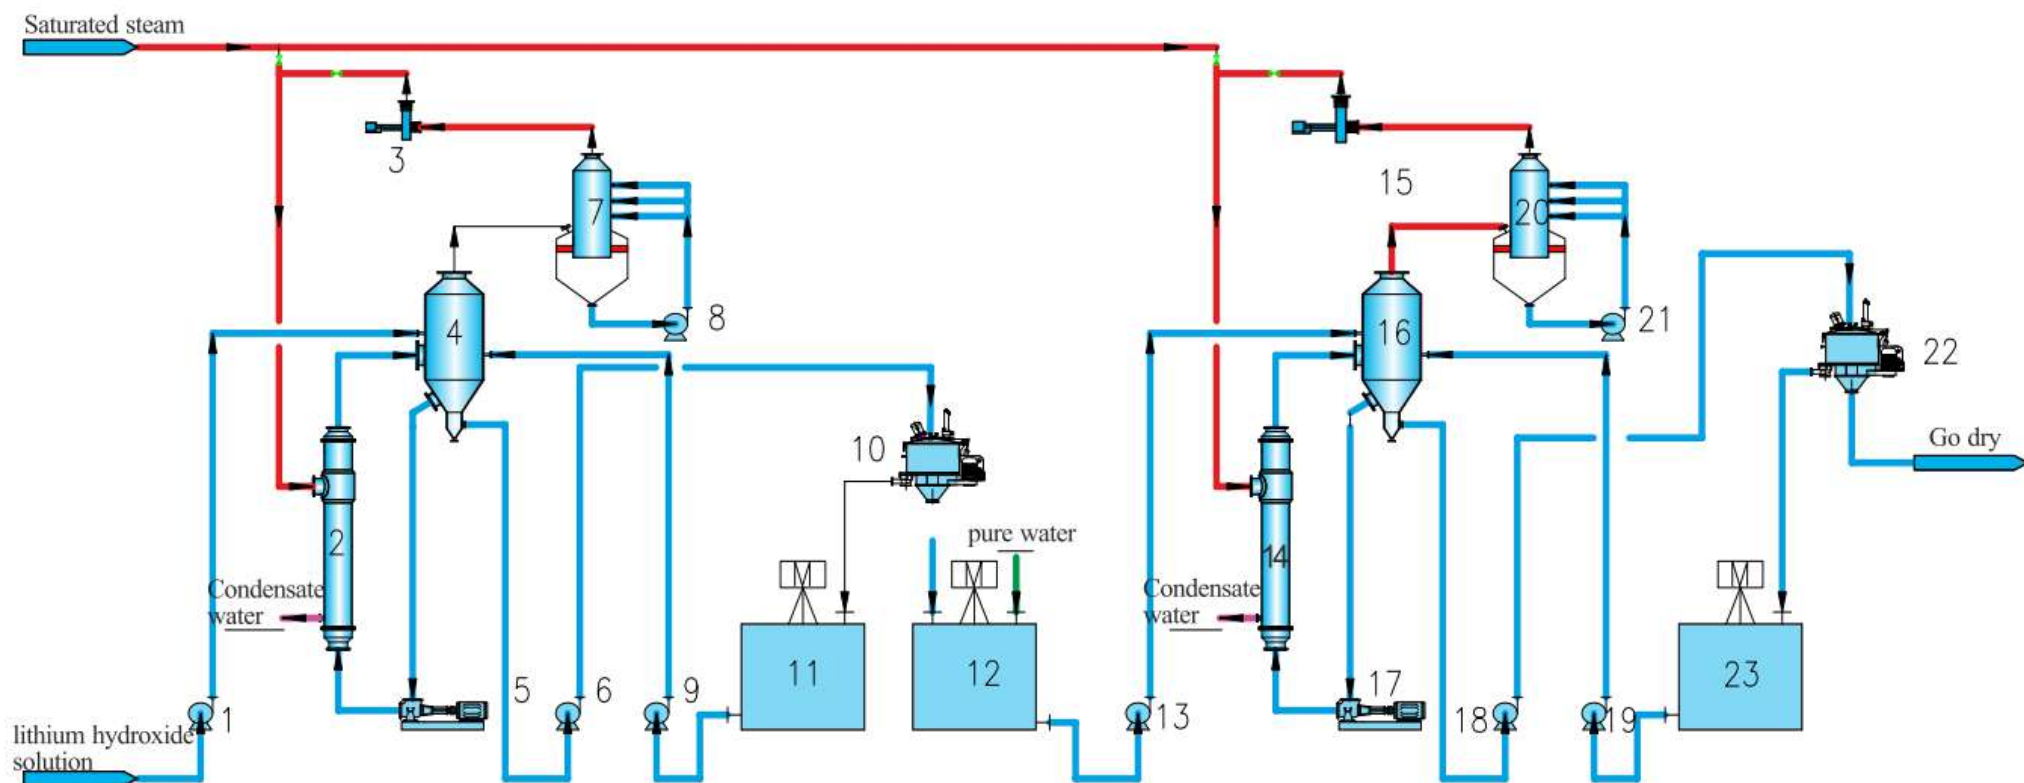 Saturated steam
3
7
15
20
8
21
4
16
22
10
Go dry
2
pure water
14
Condensate
water
Condensate
water
11
12
23
5
6
9
17
1
13
18
19
lithium hydroxide
solution